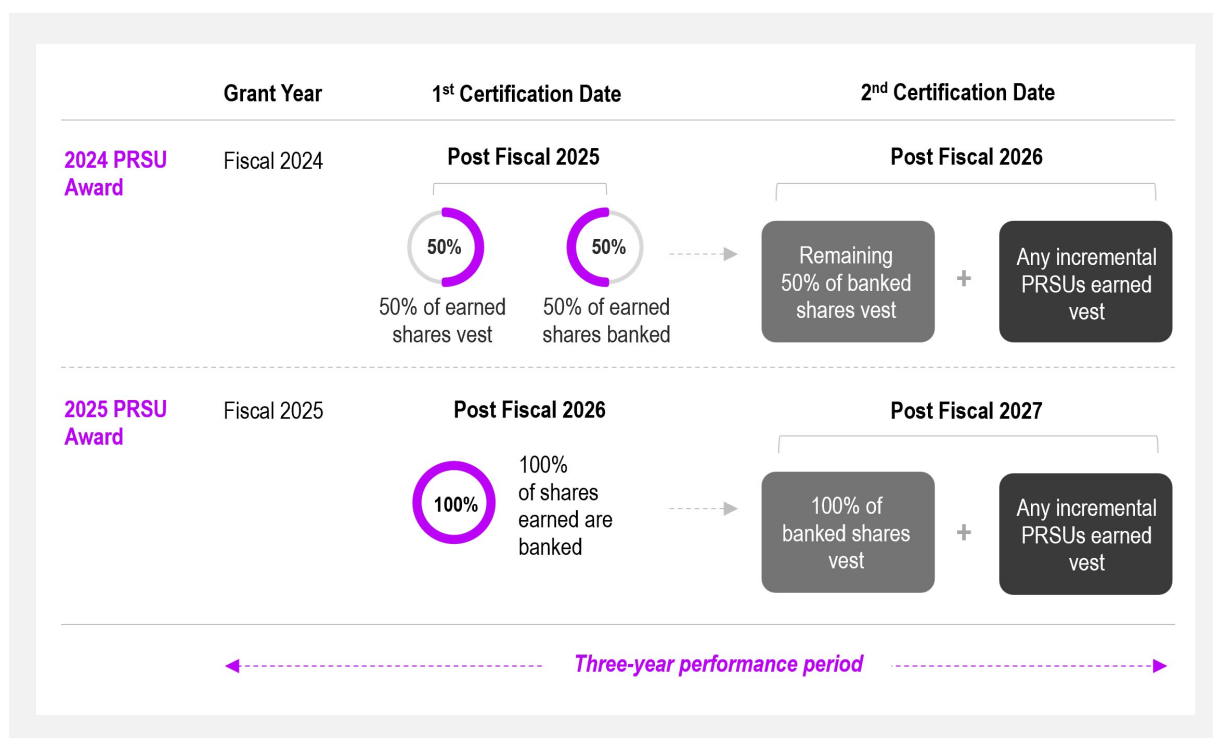 Grant Year
1st Certification Date
2nd Certification Date
2024 PRSU
Award
Fiscal 2024
Post Fiscal 2025
Post Fiscal 2026
50%
50%
50% of earned
shares vest
50% of earned
shares banked
Remaining
50% of banked
shares vest
+
Any incremental
PRSUs earned
vest
2025 PRSU
Award
Fiscal 2025
Post Fiscal 2026
Post Fiscal 2027
100%
100%
of shares
earned are
banked
100% of
banked shares
vest
+
Any incremental
PRSUs earned
vest
Three-year performance period